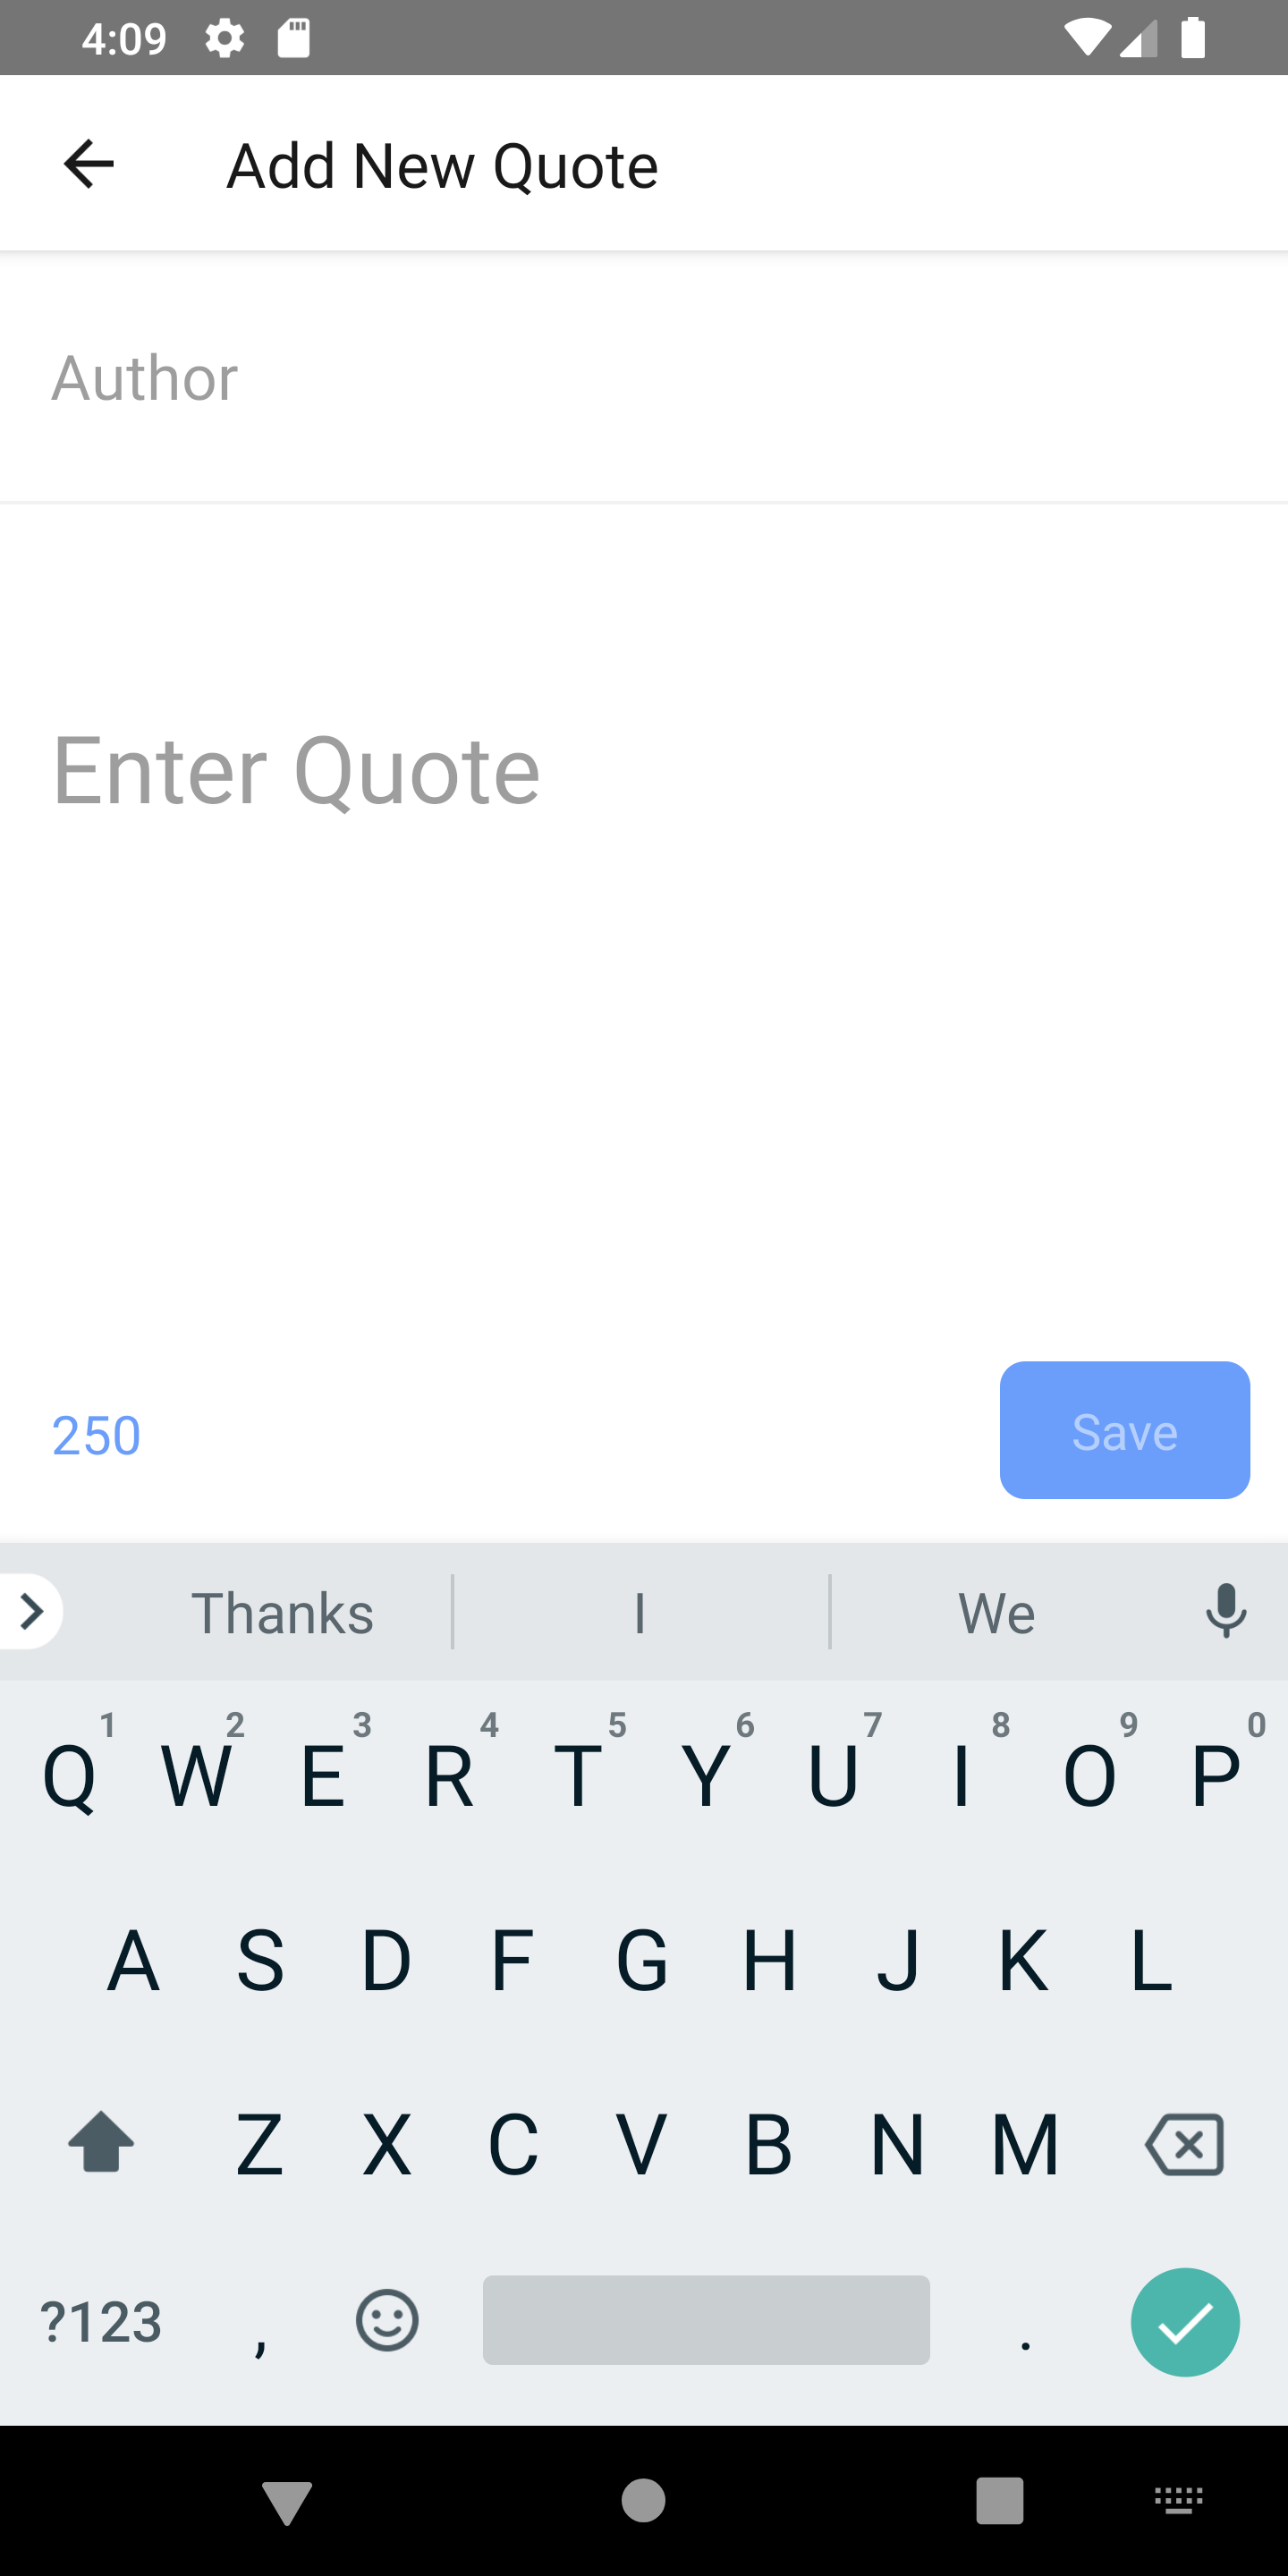 4:09
Add New Quote
Author
Enter Quote
250 Save
Thanks I We
1 2 3 4 5 6 7 8 9 0
Q W E R T Y U I O P
A S D F G H J K L
Z X C V B N M
?123 , .